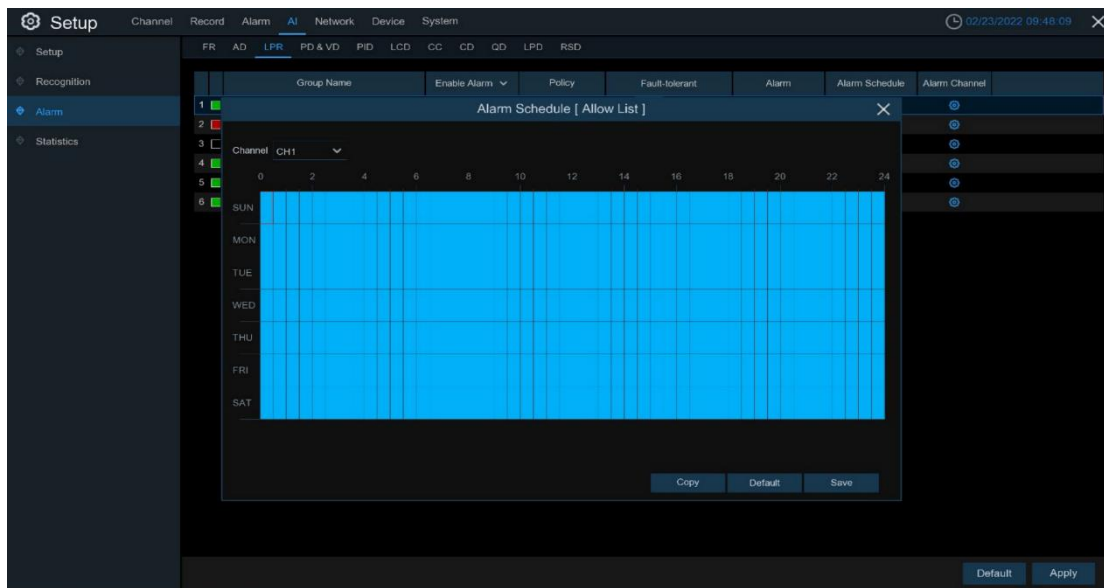 Setup Channel Record Alarm AI Network Device System 02/23/2022 09:48:09
Setup
Recognition
Alarm
Statistics
FR AD LPR PD & VD PID LCD CC CD QD LPD RSD
Group Name Enable Alarm Policy Fault-tolerant Alarm Alarm Schedule Alarm Channel
1
2
3
4
5
6
Alarm Schedule [ Allow List ]
Channel CH1
0 2 4 6 8 10 12 14 16 18 20 22 24
SUN
MON
TUE
WED
THU
FRI
SAT
Copy Default Save
Default Apply